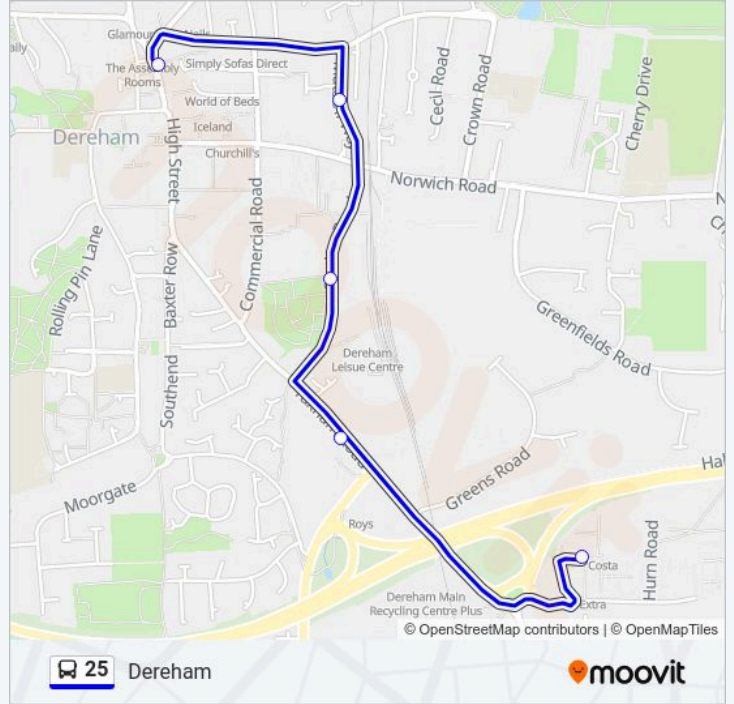 Glamour
Nails
The Assembly
Rooms
Simply Sofas Direct
World of Beds
Iceland
Churchill's
Dereham
High Street
Cecil Road
Crown Road
Cherry Drive
Norwich Road
Commercial Road
Rolling Pin Lane
Baxter Row
Southend
Greenfields Road
Dereham
Leisue Centre
Moorgate
Greens Road
Roys
Hurn Road
Costa
Extra
Dereham Main
Recycling Centre Plus
© OpenStreetMap contributors | © OpenMapTiles
25 Dereham
moovit